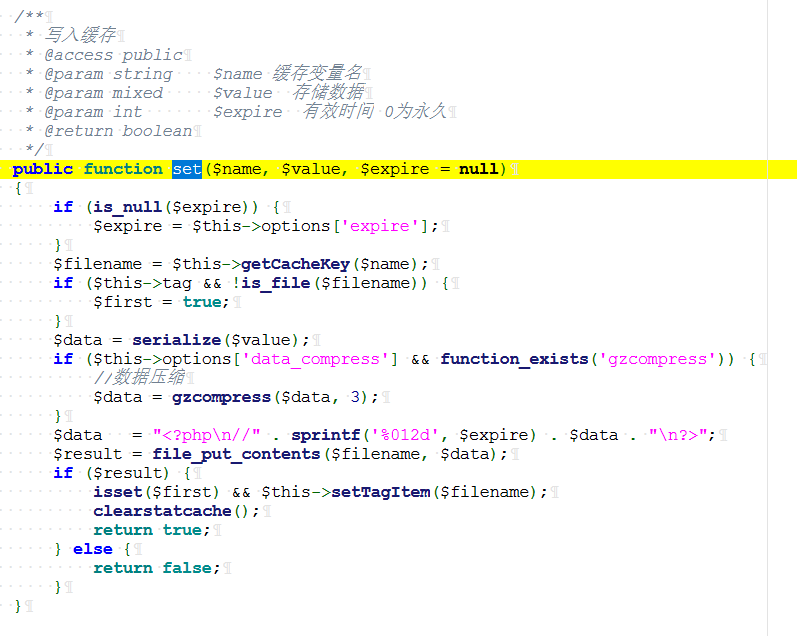 /**
 * 写入缓存
 * @access public
 * @param string    $name 缓存变量名
 * @param mixed     $value  存储数据
 * @param int       $expire  有效时间 0为永久
 * @return boolean
 */
public function set($name, $value, $expire = null)
{
    if (is_null($expire)) {
        $expire = $this->options['expire'];
    }
    $filename = $this->getCacheKey($name);
    if ($this->tag && !is_file($filename)) {
        $first = true;
    }
    $data = serialize($value);
    if ($this->options['data_compress'] && function_exists('gzcompress')) {
        //数据压缩
        $data = gzcompress($data, 3);
    }
    $data   = "<?php\n//" . sprintf('%012d', $expire) . $data . "\n?>";
    $result = file_put_contents($filename, $data);
    if ($result) {
        isset($first) && $this->setTagItem($filename);
        clearstatcache();
        return true;
    } else {
        return false;
    }
}